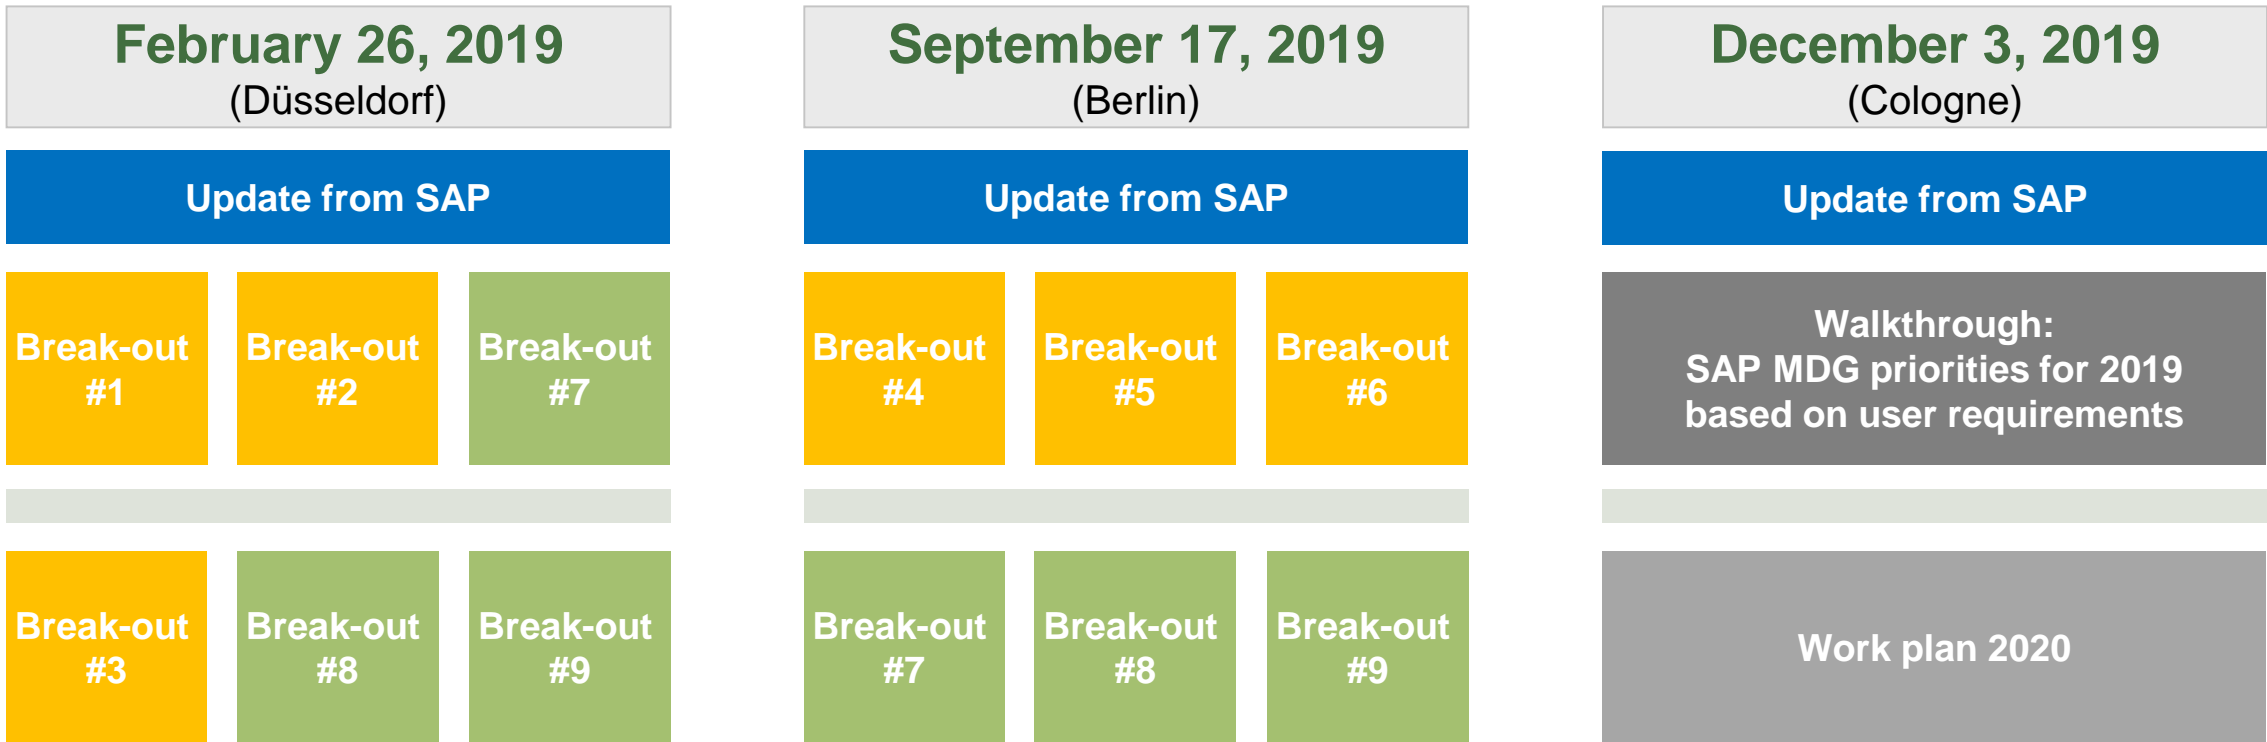 February 26, 2019
(Düsseldorf)
Update from SAP
Break-out
#1
Break-out
#2
Break-out
#7
Break-out
#3
Break-out
#8
Break-out
#9
September 17, 2019
(Berlin)
Update from SAP
Break-out
#4
Break-out
#5
Break-out
#6
Break-out
#7
Break-out
#8
Break-out
#9
December 3, 2019
(Cologne)
Update from SAP
Walkthrough:
SAP MDG priorities for 2019
based on user requirements
Work plan 2020